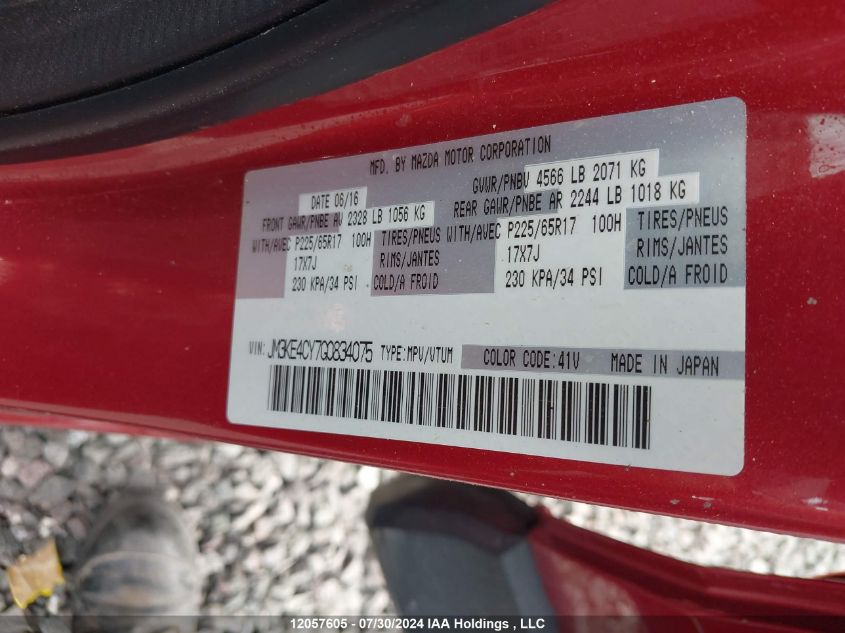 MFD. BY MAZDA MOTOR CORPORATION
DATE 06/16 GVWR/PNBV 4566 LB 2071 KG
FRONT GAWR/PNBE AV 2328 LB 1056 KG REAR GAWR/PNBE AR 2244 LB 1018 KG
WITH/AVEC P225/65R17 100H TIRES/PNEUS WITH/AVEC P225/65R17 100H TIRES/PNEUS
17X7J RIMS/JANTES 17X7J RIMS/JANTES
230 KPA/34 PSI COLD/A FROID 230 KPA/34 PSI COLD/A FROID
VIN: JM3KE4CY7G0834075 TYPE:MPV/VTUM COLOR CODE:41V MADE IN JAPAN
12057605 - 07/30/2024 IAA Holdings , LLC